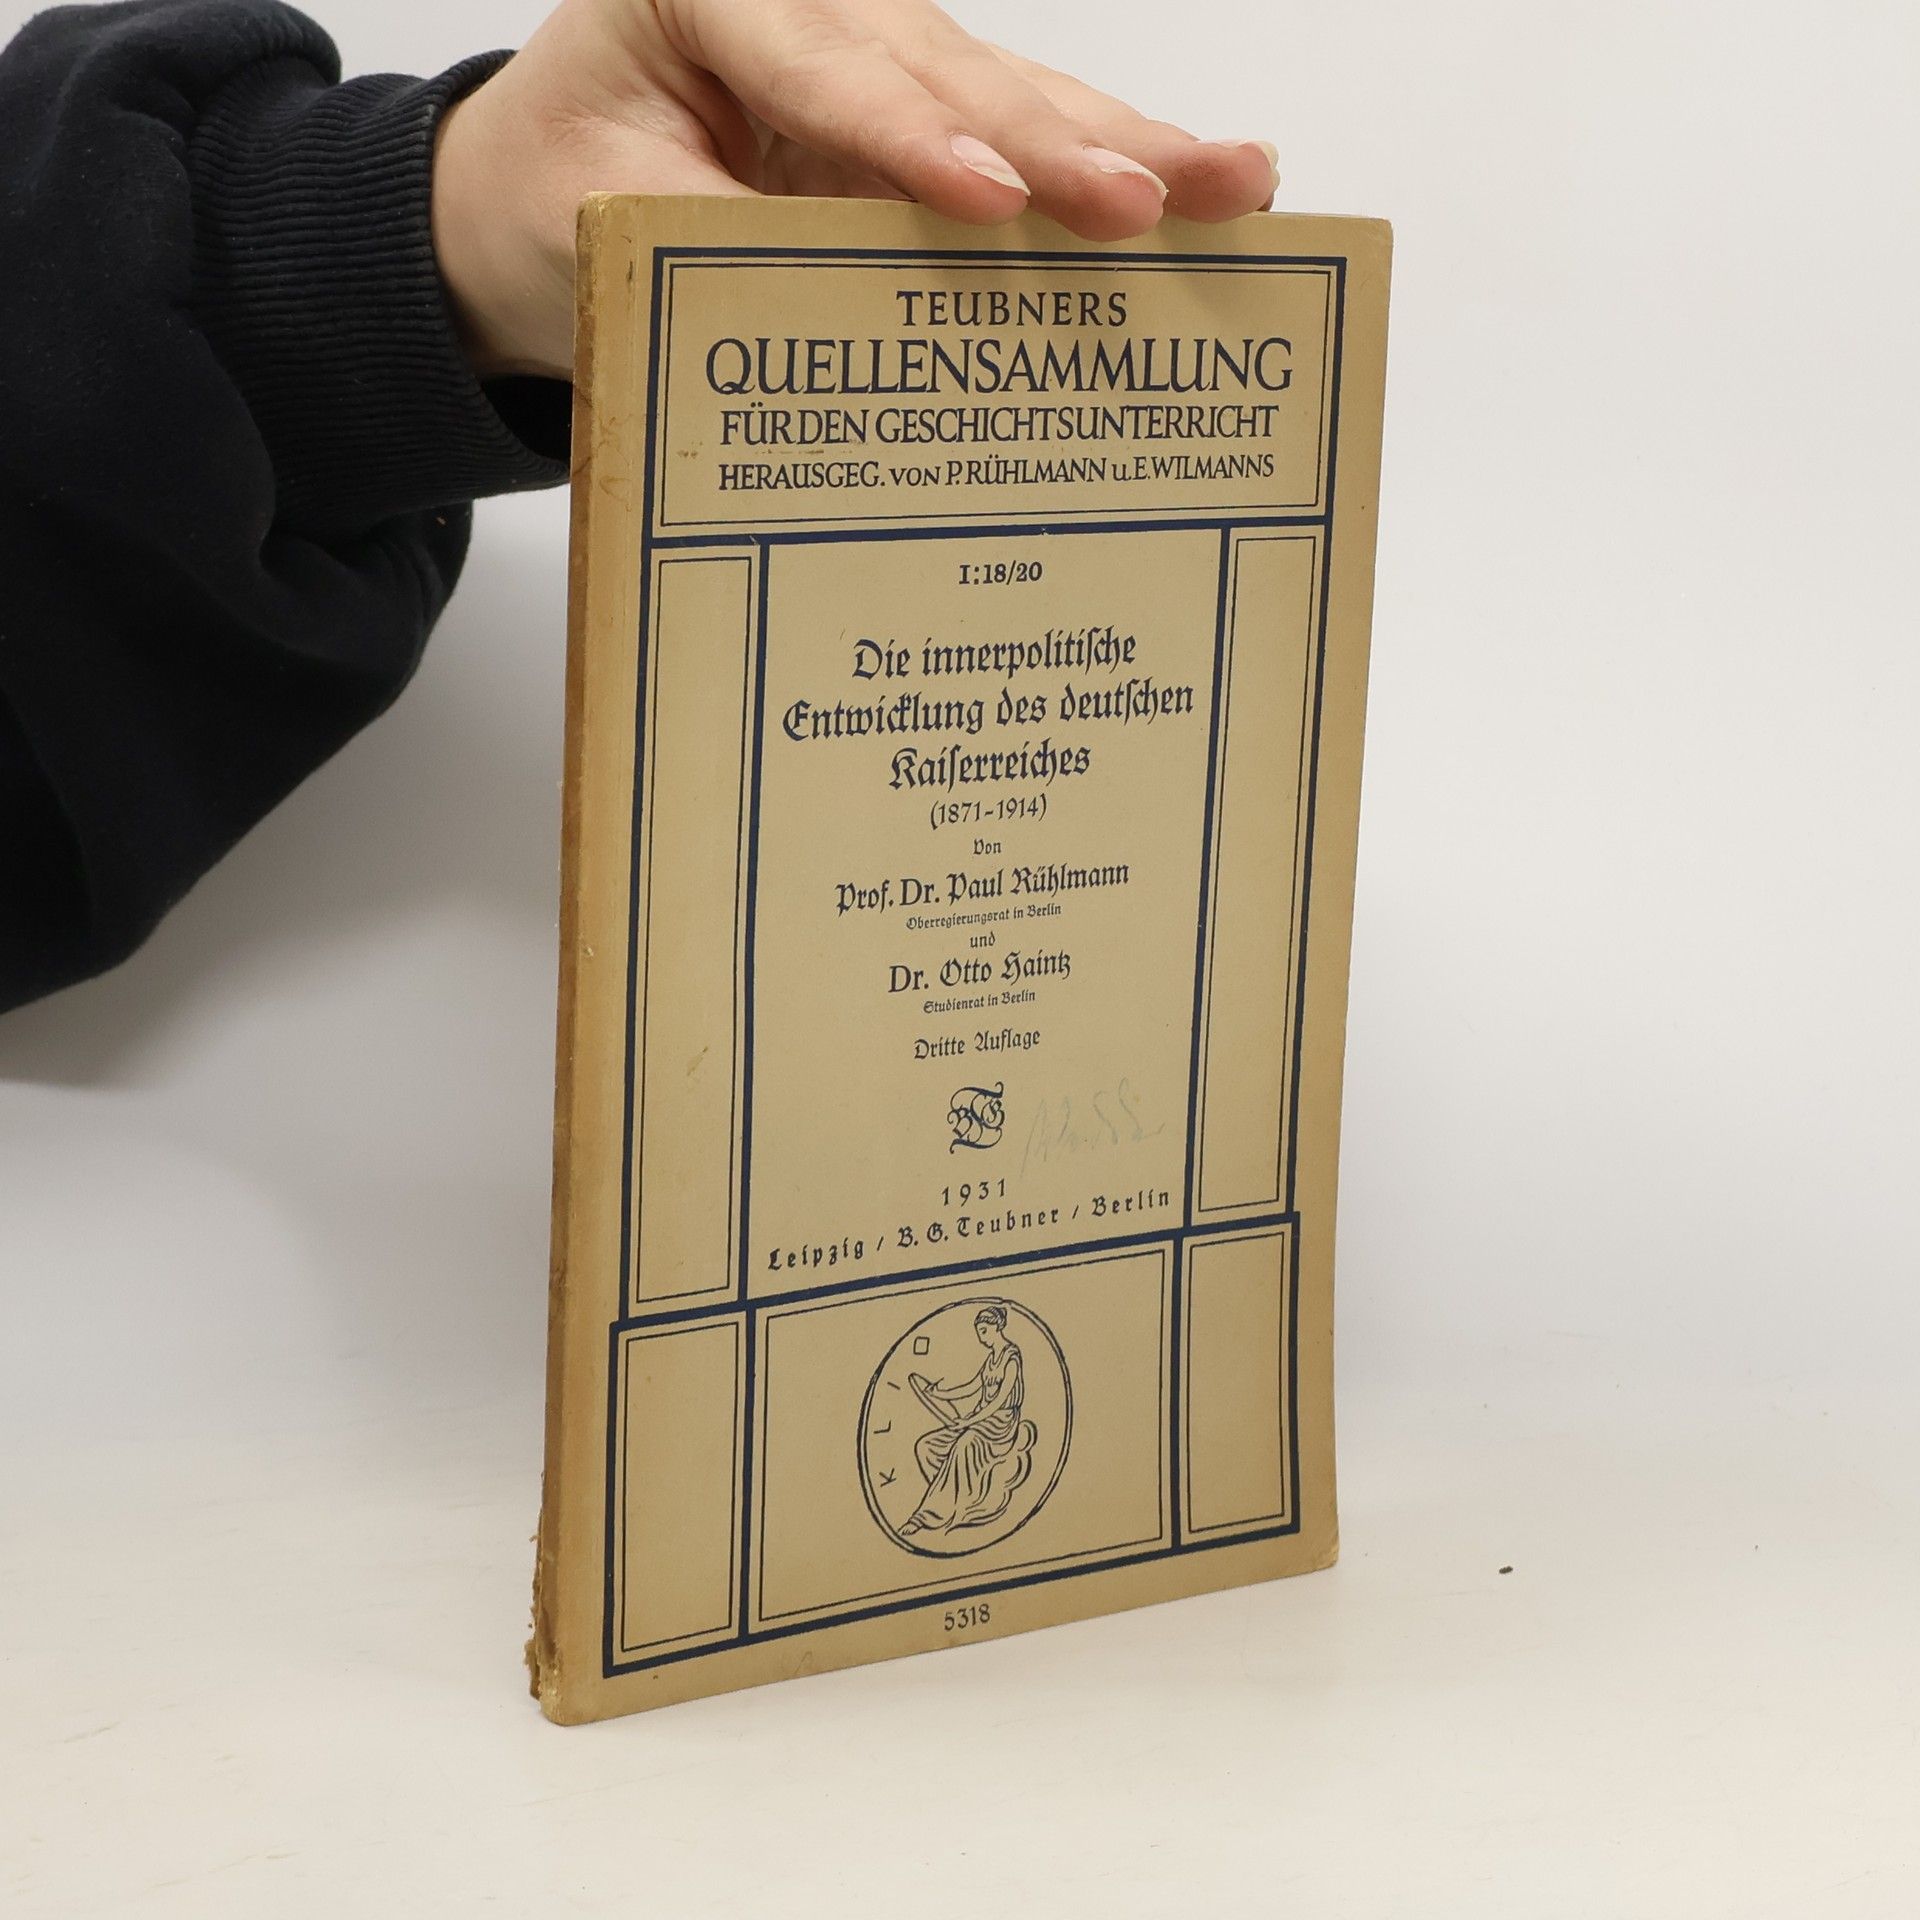 TEUBNERS
QUELLENSAMMLUNG
FÜR DEN GESCHICHTSUNTERRICHT
HERAUSGEG. VON P. RÜHLMANN u. E. WILMANNS
I:18/20
Die innerpolitiſche
Entwicklung des deutſchen
Kaiſerreiches
(1871-1914)
Von
Prof. Dr. Paul Rühlmann
Oberregierungsrat in Berlin
und
Dr. Otto Haintz
Studienrat in Berlin
Dritte Auflage
BGT
1931
Leipzig / B. G. Teubner / Berlin
KLIO
5318